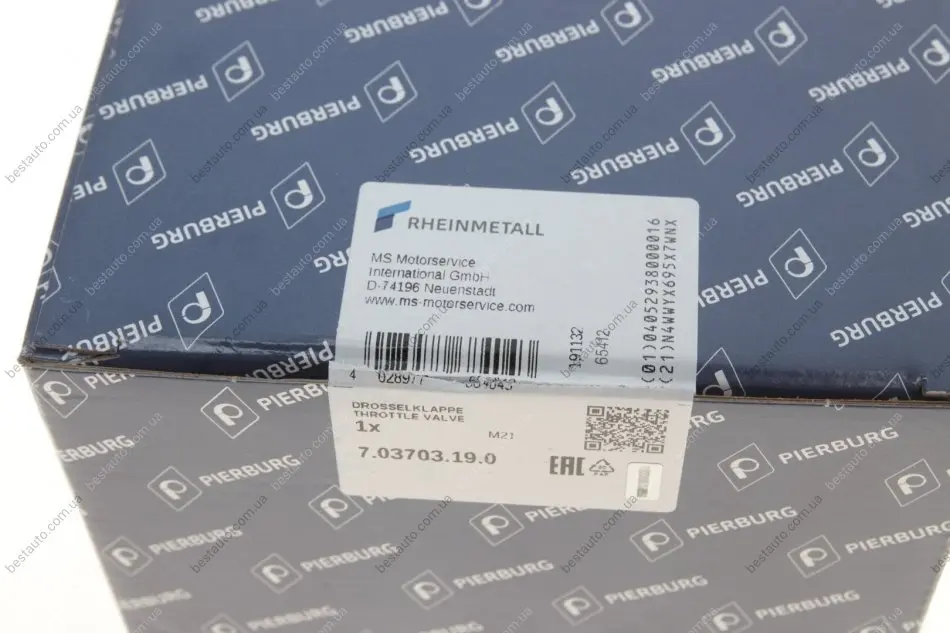 PIERBURG
RHEINMETALL
MS Motorservice
International GmbH
D-74196 Neuenstadt
www.ms-motorservice.com
191132
65412
(01)04052938000016
(21)N4WWYX695X7WNX
DROSSELKLAPPE
THROTTLE VALVE
1x
M21
7.03703.19.0
EAC
bestauto.com.ua